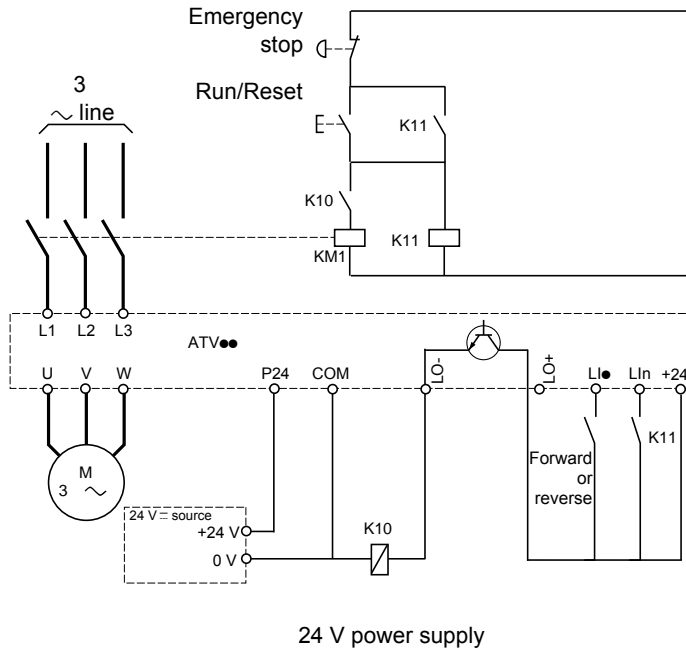 Emergency
stop
Run/Reset
3
~ line
K11
K10
KM1
K11
L1 L2 L3
ATV●●
U V W
P24 COM LO- LO+ LI● LIn +24
K11
Forward
or
reverse
M
3 ~
24 V ⎓ source
+24 V
0 V
K10
24 V power supply